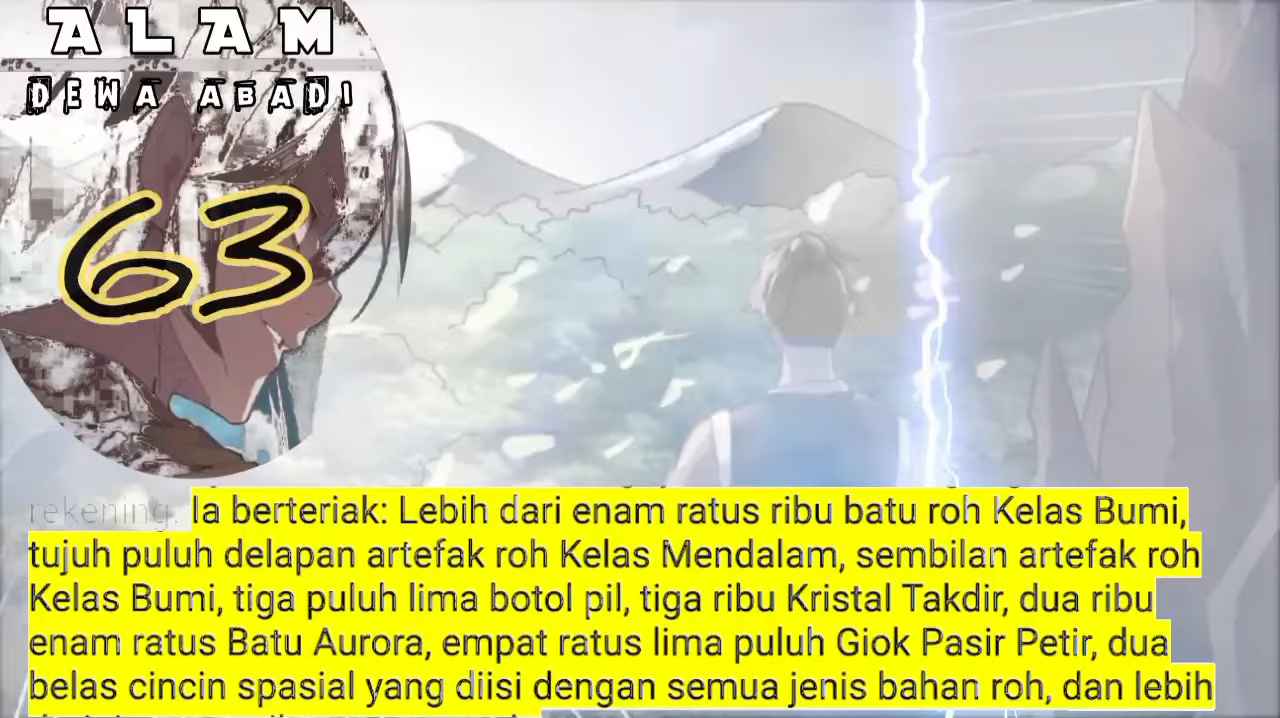 ALAM
DEWA ABADI
63
rekening. Ia berteriak: Lebih dari enam ratus ribu batu roh Kelas Bumi,
tujuh puluh delapan artefak roh Kelas Mendalam, sembilan artefak roh
Kelas Bumi, tiga puluh lima botol pil, tiga ribu Kristal Takdir, dua ribu
enam ratus Batu Aurora, empat ratus lima puluh Giok Pasir Petir, dua
belas cincin spasial yang diisi dengan semua jenis bahan roh, dan lebih